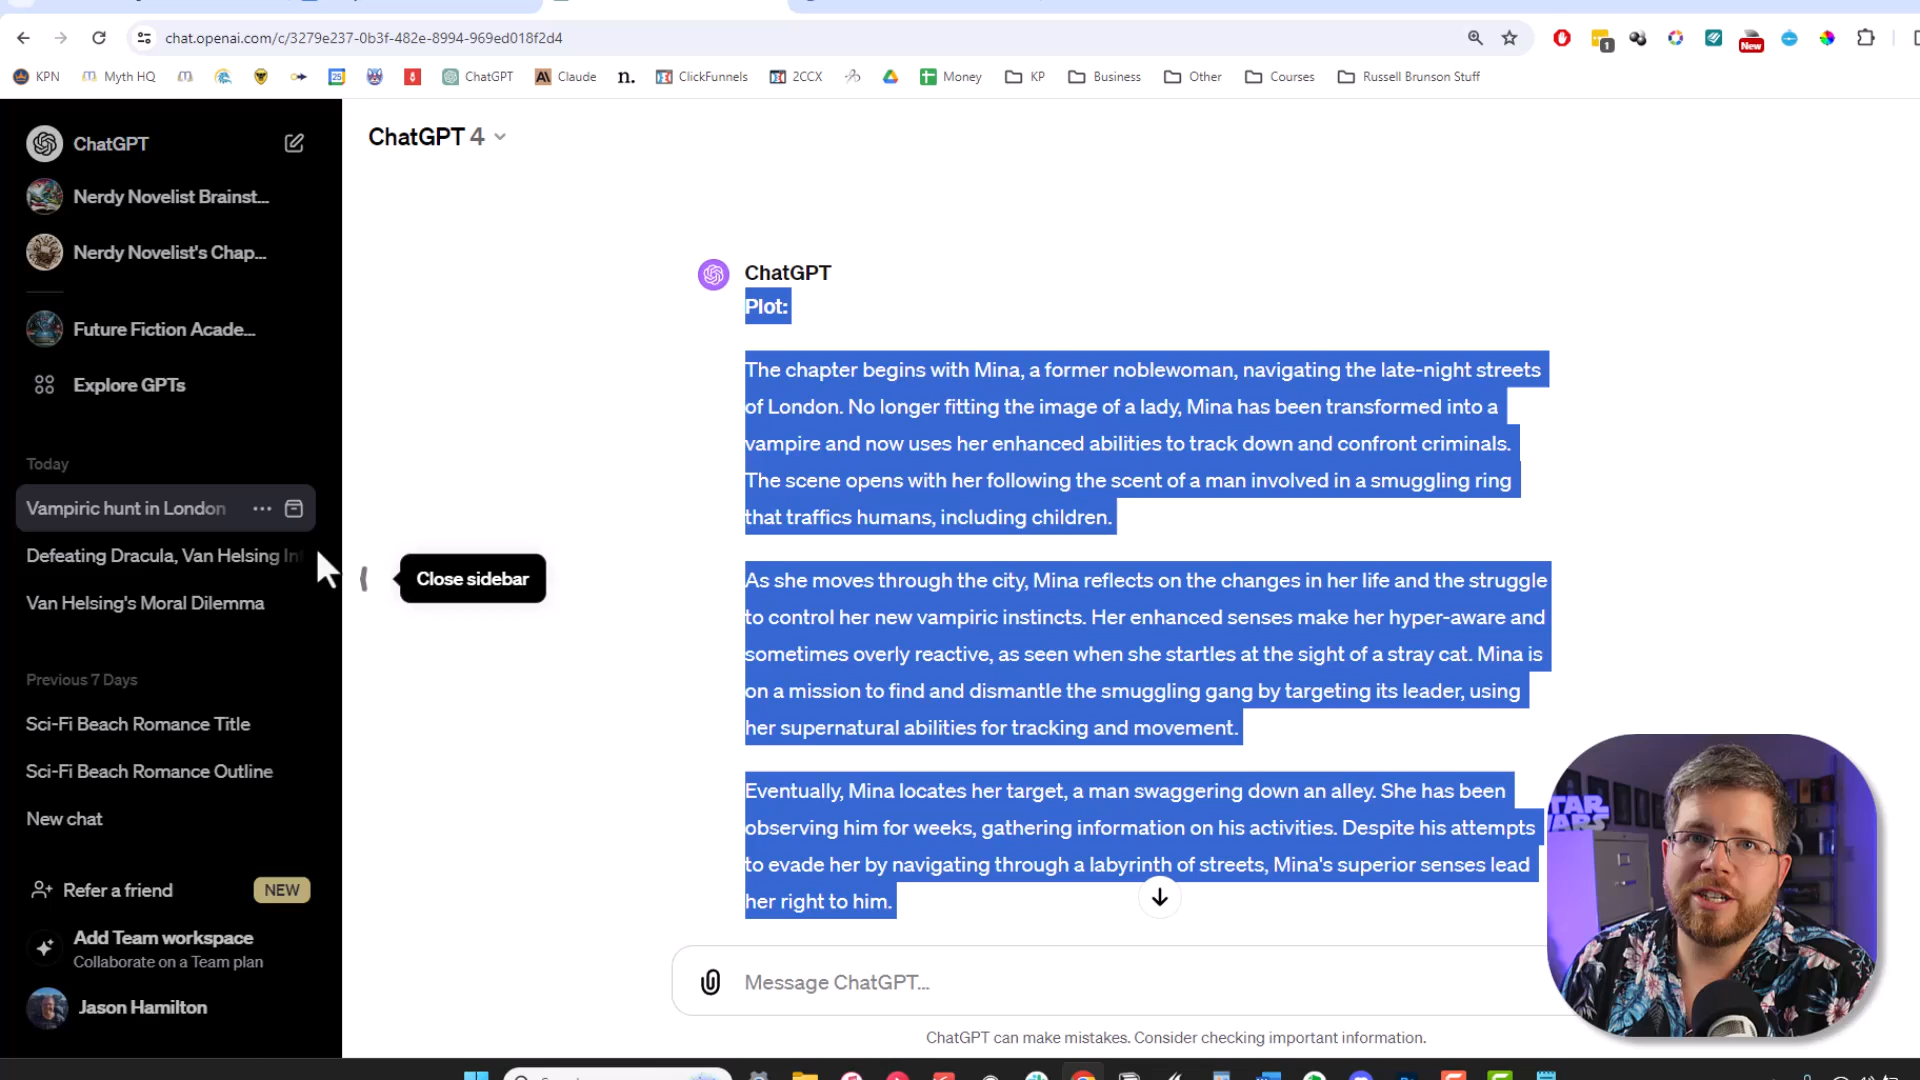 chat.openai.com/c/3279e237-0b3f-482e-8994-969ed018f2d4
1
New
KPN
Myth HQ
25
ChatGPT
Claude
n.
ClickFunnels
2CCX
Money
KP
Business
Other
Courses
Russell Brunson Stuff
ChatGPT
Nerdy Novelist Brainst...
Nerdy Novelist's Chap...
Future Fiction Acade...
Explore GPTs
Today
Vampiric hunt in London
Defeating Dracula, Van Helsing In
Van Helsing's Moral Dilemma
Previous 7 Days
Sci-Fi Beach Romance Title
Sci-Fi Beach Romance Outline
New chat
Refer a friend
NEW
Add Team workspace
Collaborate on a Team plan
Jason Hamilton
Close sidebar
ChatGPT 4
ChatGPT
Plot:
The chapter begins with Mina, a former noblewoman, navigating the late-night streets
of London. No longer fitting the image of a lady, Mina has been transformed into a
vampire and now uses her enhanced abilities to track down and confront criminals.
The scene opens with her following the scent of a man involved in a smuggling ring
that traffics humans, including children.
As she moves through the city, Mina reflects on the changes in her life and the struggle
to control her new vampiric instincts. Her enhanced senses make her hyper-aware and
sometimes overly reactive, as seen when she startles at the sight of a stray cat. Mina is
on a mission to find and dismantle the smuggling gang by targeting its leader, using
her supernatural abilities for tracking and movement.
Eventually, Mina locates her target, a man swaggering down an alley. She has been
observing him for weeks, gathering information on his activities. Despite his attempts
to evade her by navigating through a labyrinth of streets, Mina's superior senses lead
her right to him.
Message ChatGPT...
ChatGPT can make mistakes. Consider checking important information.
STAR
WARS